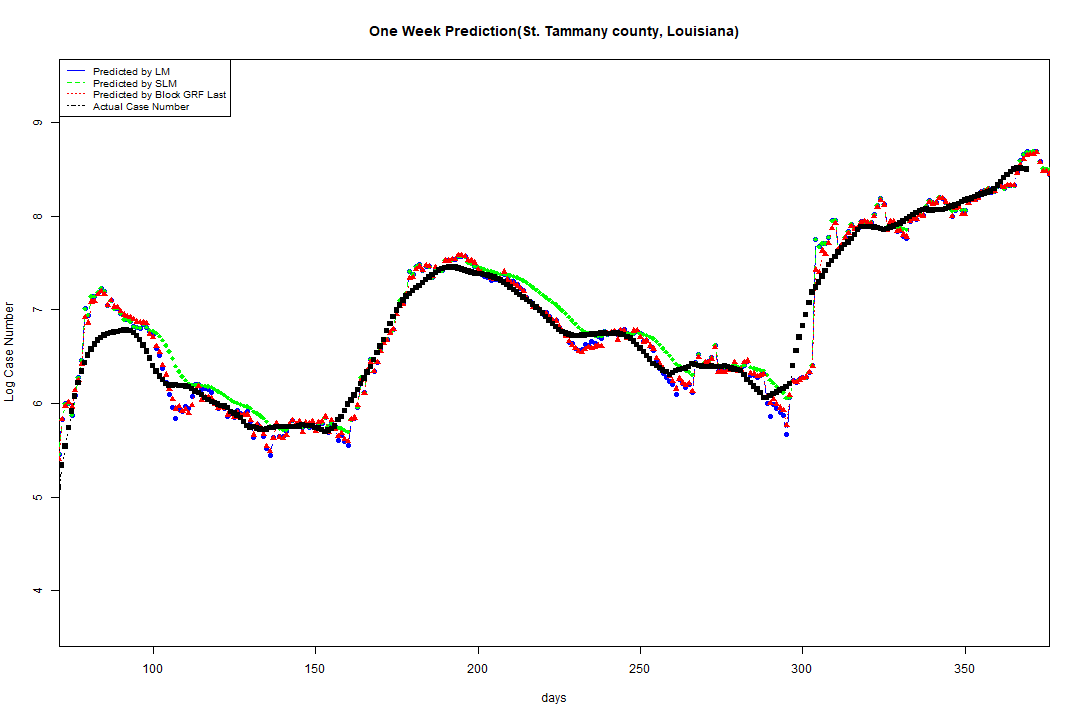 One Week Prediction(St. Tammany county, Louisiana)
Predicted by LM
Predicted by SLM
Predicted by Block GRF Last
Actual Case Number
9
8
7
6
5
4
Log Case Number
100 150 200 250 300 350
days